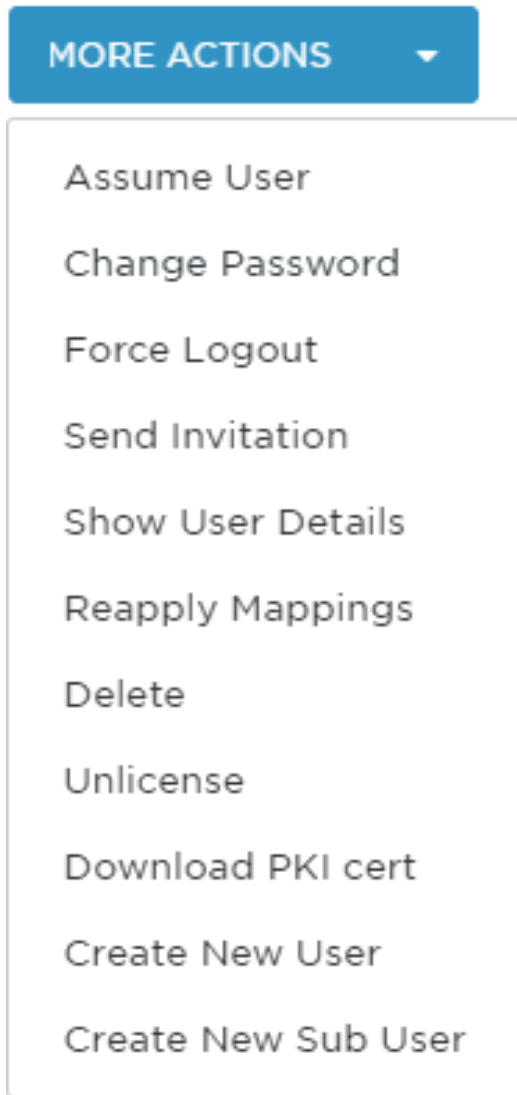 MORE ACTIONS
Assume User
Change Password
Force Logout
Send Invitation
Show User Details
Reapply Mappings
Delete
Unlicense
Download PKI cert
Create New User
Create New Sub User